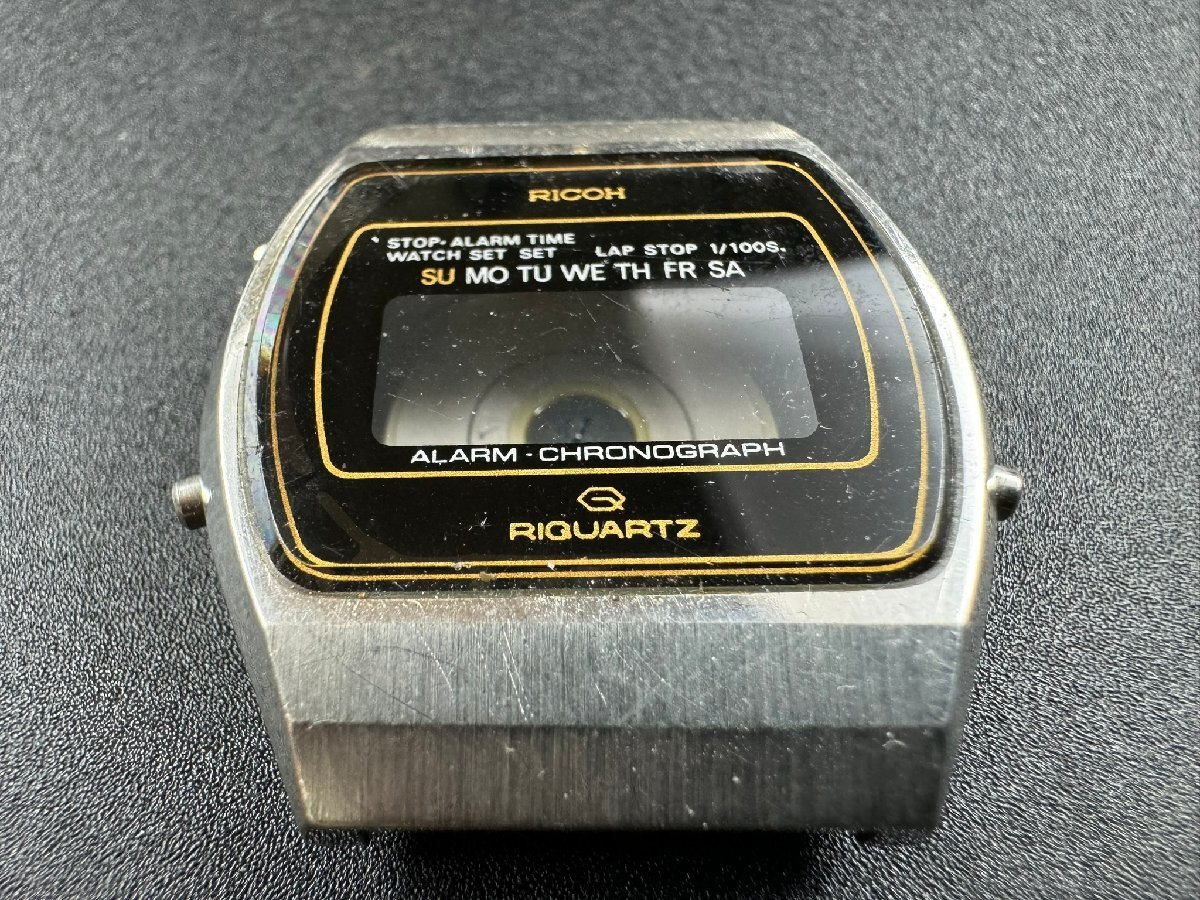 RICOH
STOP- ALARM TIME
WATCH SET SET LAP STOP 1/100S.
SU MO TU WE TH FR SA
ALARM - CHRONOGRAPH
RIQUARTZ